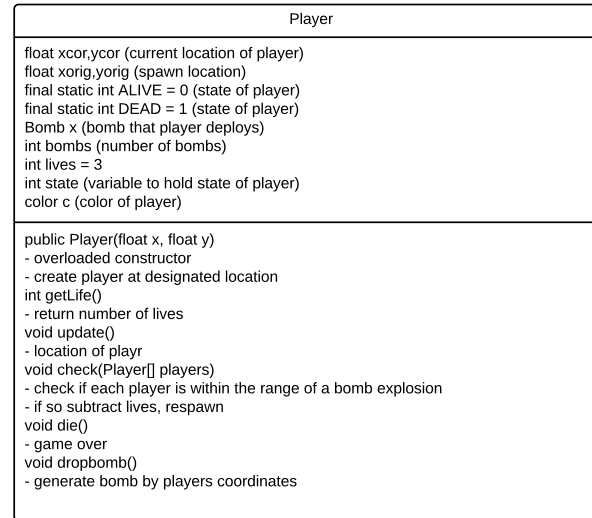 Player
float xcor,ycor (current location of player)
float xorig,yorig (spawn location)
final static int ALIVE = 0 (state of player)
final static int DEAD = 1 (state of player)
Bomb x (bomb that player deploys)
int bombs (number of bombs)
int lives = 3
int state (variable to hold state of player)
color c (color of player)
public Player(float x, float y)
- overloaded constructor
- create player at designated location
int getLife()
- return number of lives
void update()
- location of playr
void check(Player[] players)
- check if each player is within the range of a bomb explosion
- if so subtract lives, respawn
void die()
- game over
void dropbomb()
- generate bomb by players coordinates